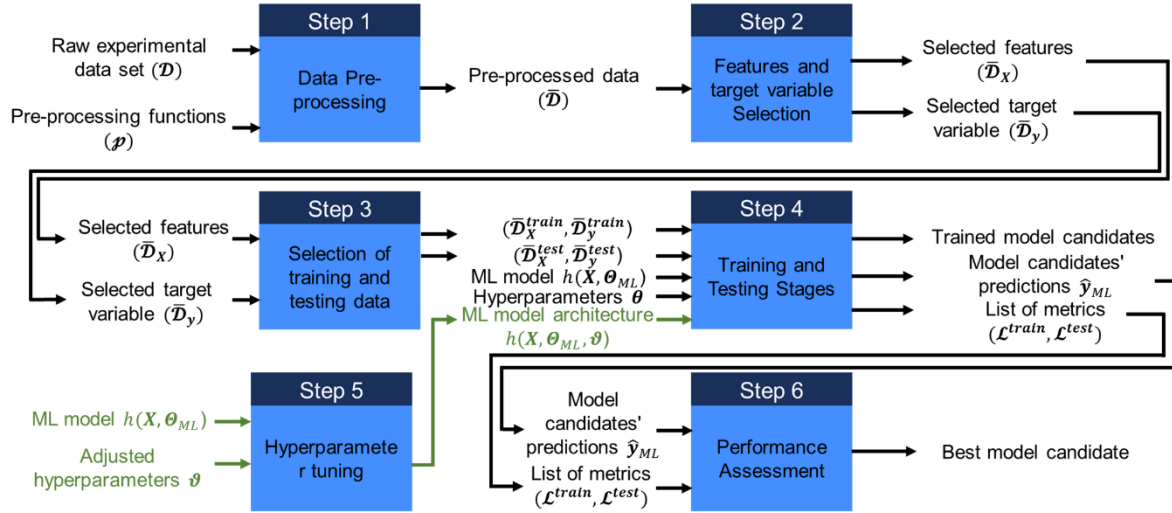 Step 1
Raw experimental
data set (𝓓)
Pre-processing functions
(𝓅)
Data Pre-
processing
Pre-processed data
(𝓓̅)
Step 2
Features and
target variable
Selection
Selected features
(𝓓̅_X)
Selected target
variable (𝓓̅_y)
Selected features
(𝓓̅_X)
Selected target
variable (𝓓̅_y)
Step 3
Selection of
training and
testing data
(𝓓̅_X^train, 𝓓̅_y^train)
(𝓓̅_X^test, 𝓓̅_y^test)
ML model h(X, Θ_ML)
Hyperparameters θ
ML model architecture
h(X, Θ_ML, ϑ)
Step 4
Training and
Testing Stages
Trained model candidates
Model candidates'
predictions ŷ_ML
List of metrics
(𝓛^train, 𝓛^test)
ML model h(X, Θ_ML)
Adjusted
hyperparameters ϑ
Step 5
Hyperparamete
r tuning
Model
candidates'
predictions ŷ_ML
List of metrics
(𝓛^train, 𝓛^test)
Step 6
Performance
Assessment
Best model candidate